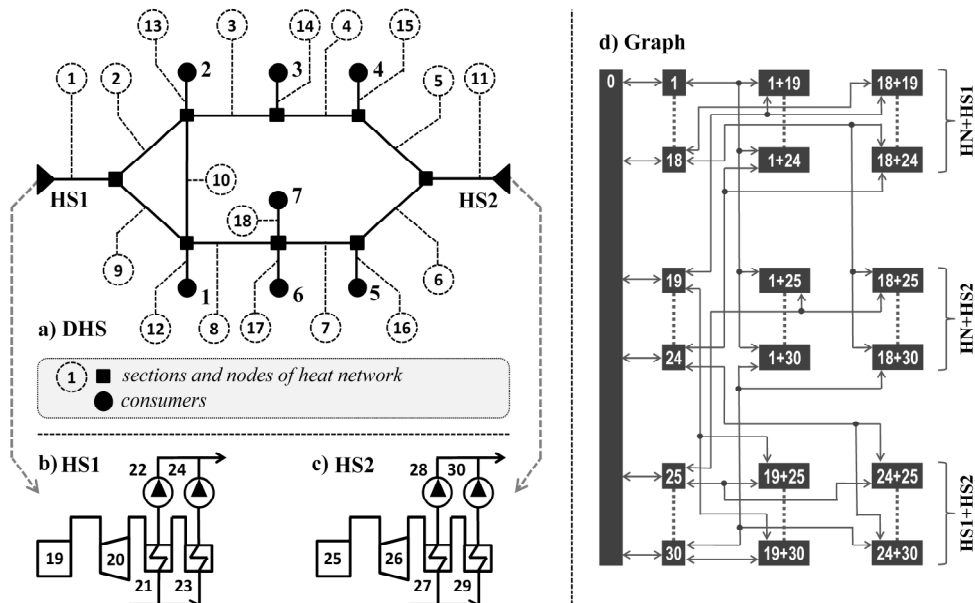 13 3 14 4 15
1 2 2 3 4 5 11
HS1 10 HS2
7
18
9 1 6 5 6
12 8 17 7 16
a) DHS
1 sections and nodes of heat network
consumers
b) HS1 22 24
19 20
21 23
c) HS2 28 30
25 26
27 29
d) Graph
0 1 1+19 18+19
18 1+24 18+24
HN+HS1
19 1+25 18+25
24 1+30 18+30
HN+HS2
25 19+25 24+25
30 19+30 24+30
HS1+HS2